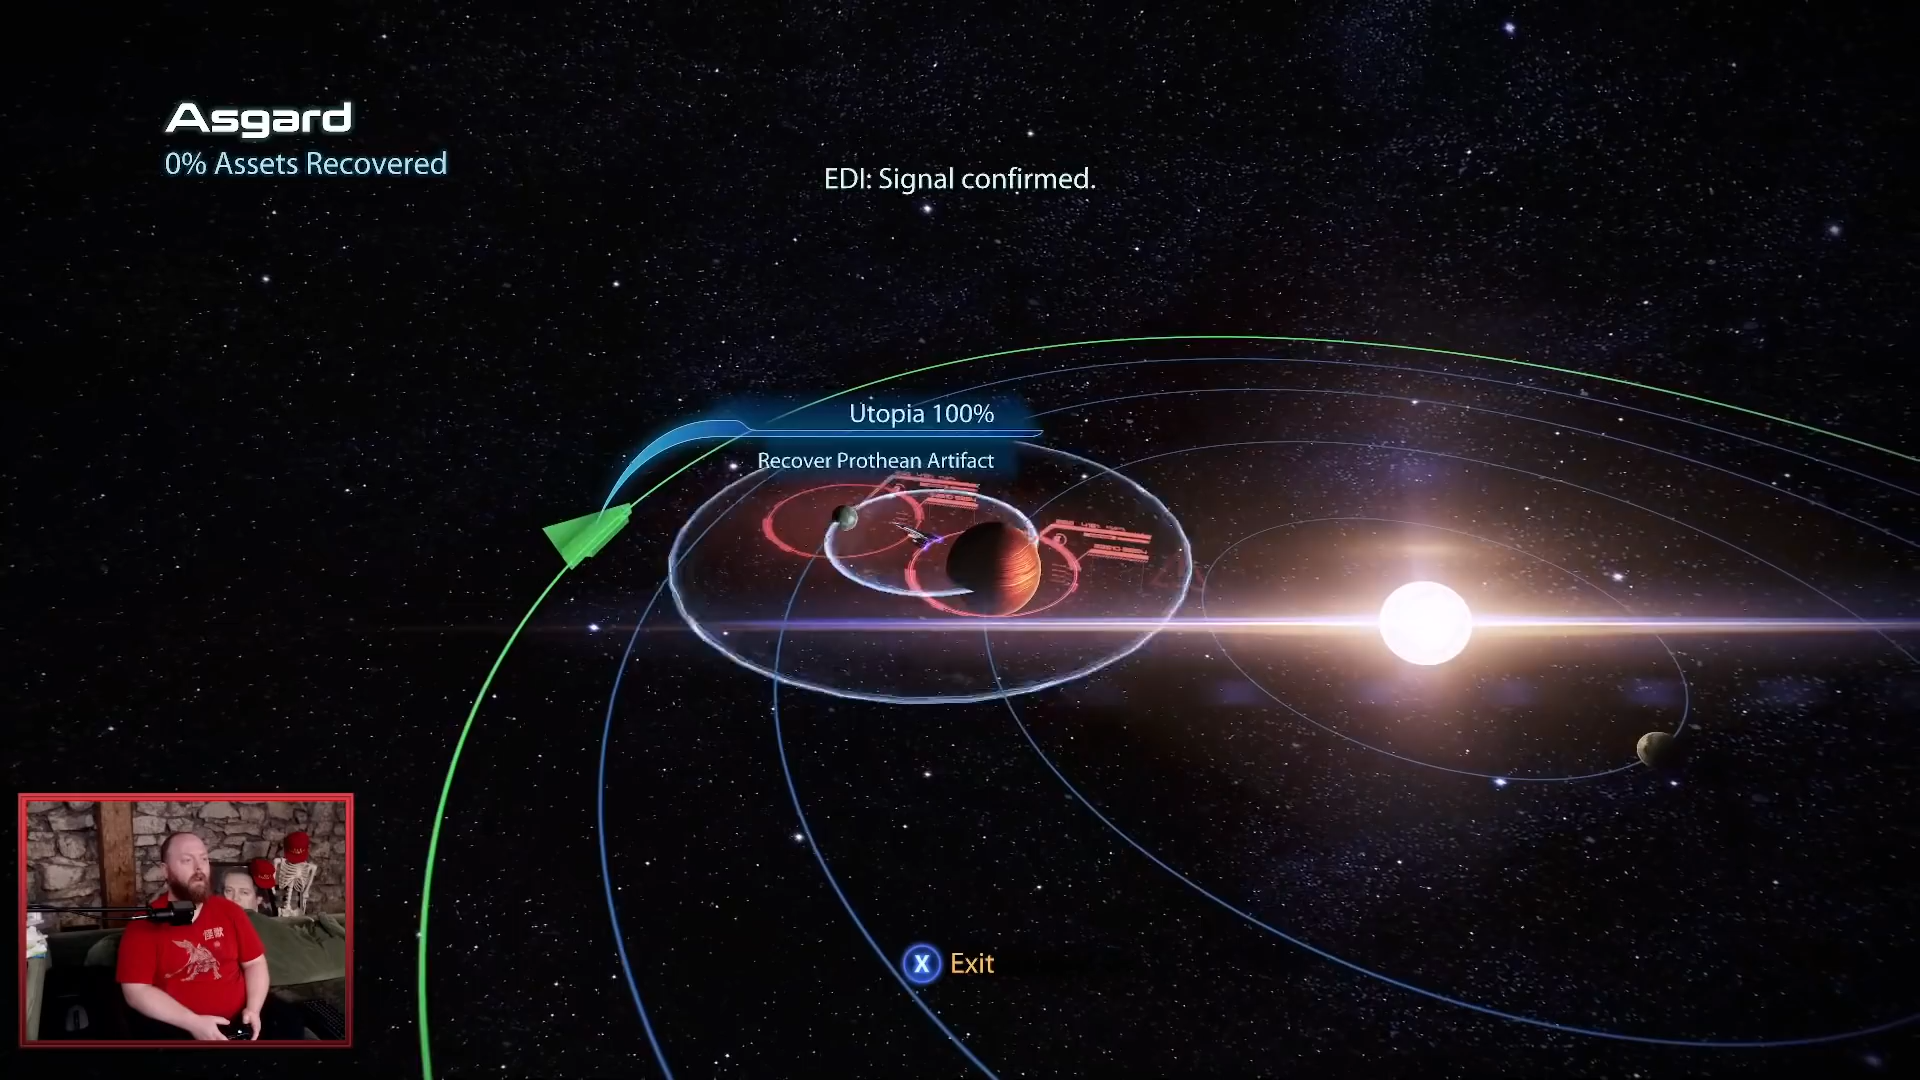 Asgard
0% Assets Recovered
EDI: Signal confirmed.
Utopia 100%
Recover Prothean Artifact
X Exit